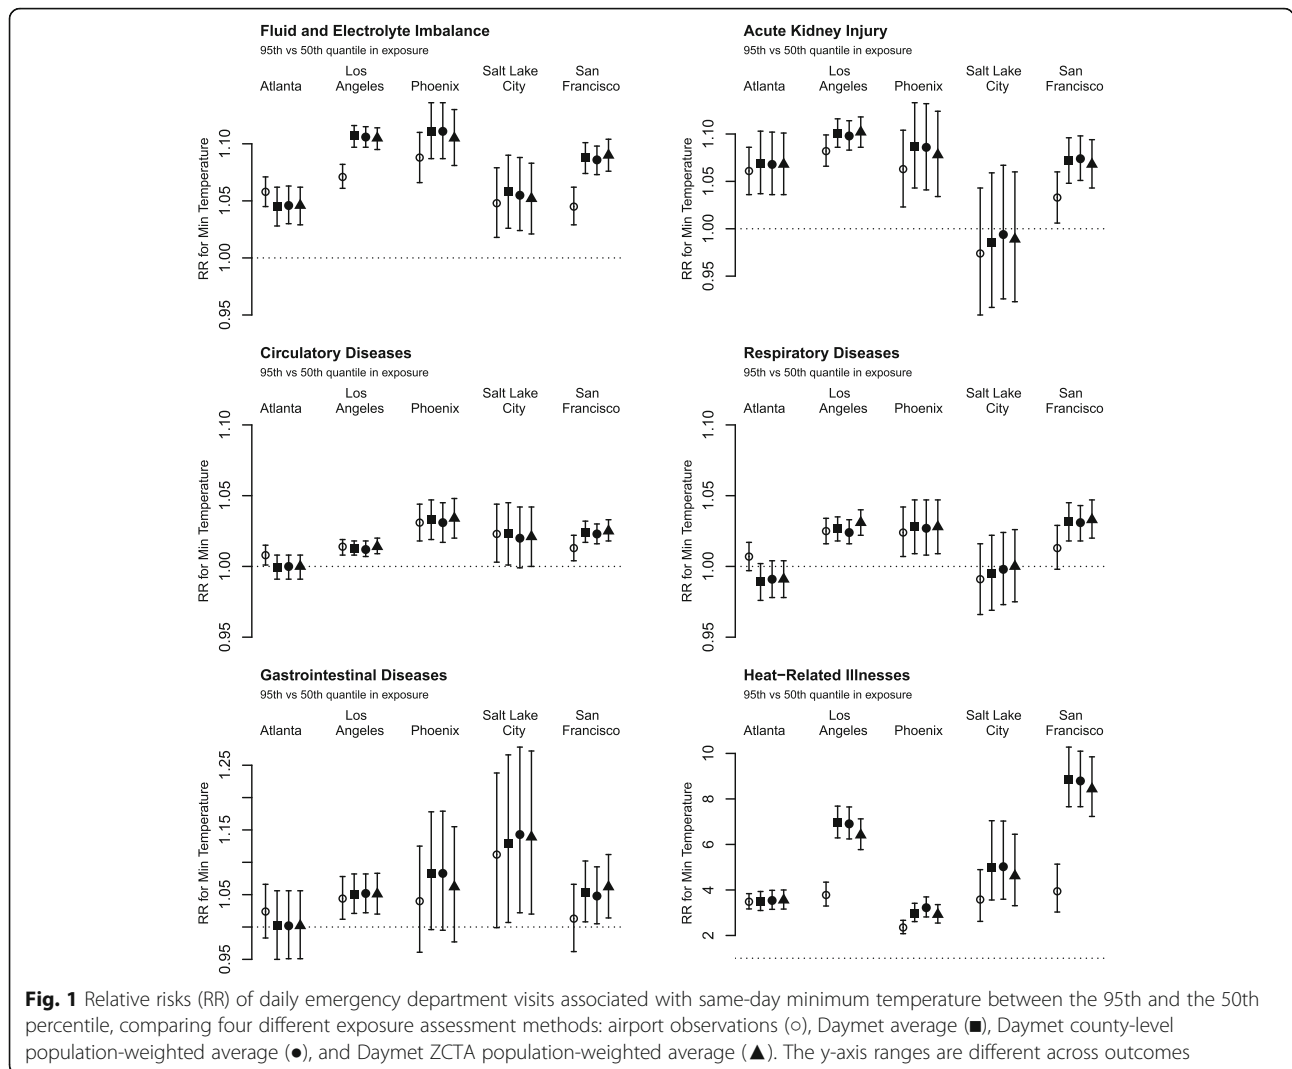 Fluid and Electrolyte Imbalance
95th vs 50th quantile in exposure
Atlanta
Los
Angeles
Phoenix
Salt Lake
City
San
Francisco
RR for Min Temperature
1.10
1.05
1.00
0.95
Acute Kidney Injury
95th vs 50th quantile in exposure
Atlanta
Los
Angeles
Phoenix
Salt Lake
City
San
Francisco
RR for Min Temperature
1.10
1.05
1.00
0.95
Circulatory Diseases
95th vs 50th quantile in exposure
Atlanta
Los
Angeles
Phoenix
Salt Lake
City
San
Francisco
RR for Min Temperature
1.10
1.05
1.00
0.95
Respiratory Diseases
95th vs 50th quantile in exposure
Atlanta
Los
Angeles
Phoenix
Salt Lake
City
San
Francisco
RR for Min Temperature
1.10
1.05
1.00
0.95
Gastrointestinal Diseases
95th vs 50th quantile in exposure
Atlanta
Los
Angeles
Phoenix
Salt Lake
City
San
Francisco
RR for Min Temperature
1.25
1.15
1.05
0.95
Heat−Related Illnesses
95th vs 50th quantile in exposure
Atlanta
Los
Angeles
Phoenix
Salt Lake
City
San
Francisco
RR for Min Temperature
10
8
6
4
2
Fig. 1 Relative risks (RR) of daily emergency department visits associated with same-day minimum temperature between the 95th and the 50th
percentile, comparing four different exposure assessment methods: airport observations (○), Daymet average (■), Daymet county-level
population-weighted average (●), and Daymet ZCTA population-weighted average (▲). The y-axis ranges are different across outcomes